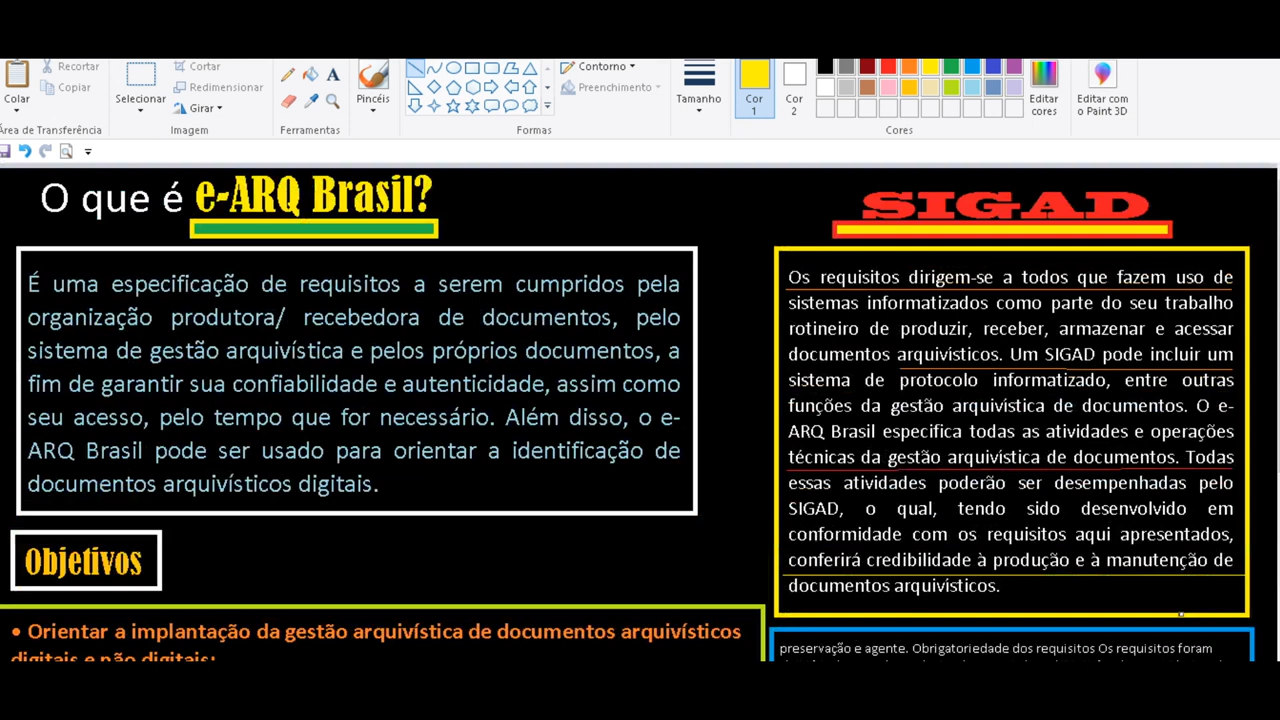 Recortar
Copiar
Colar
Área de Transferência
Selecionar
Cortar
Redimensionar
Girar
Imagem
A
Ferramentas
Pincéis
Contorno
Preenchimento
Formas
Tamanho
Cor
1
Cor
2
Editar
cores
Editar com
o Paint 3D
Cores
O que é e-ARQ Brasil?
É uma especificação de requisitos a serem cumpridos pela
organização produtora/ recebedora de documentos, pelo
sistema de gestão arquivística e pelos próprios documentos, a
fim de garantir sua confiabilidade e autenticidade, assim como
seu acesso, pelo tempo que for necessário. Além disso, o e-
ARQ Brasil pode ser usado para orientar a identificação de
documentos arquivísticos digitais.
Objetivos
• Orientar a implantação da gestão arquivística de documentos arquivísticos
digitais e não digitais;
SIGAD
Os requisitos dirigem-se a todos que fazem uso de
sistemas informatizados como parte do seu trabalho
rotineiro de produzir, receber, armazenar e acessar
documentos arquivísticos. Um SIGAD pode incluir um
sistema de protocolo informatizado, entre outras
funções da gestão arquivística de documentos. O e-
ARQ Brasil especifica todas as atividades e operações
técnicas da gestão arquivística de documentos. Todas
essas atividades poderão ser desempenhadas pelo
SIGAD, o qual, tendo sido desenvolvido em
conformidade com os requisitos aqui apresentados,
conferirá credibilidade à produção e à manutenção de
documentos arquivísticos.
preservação e agente. Obrigatoriedade dos requisitos Os requisitos foram